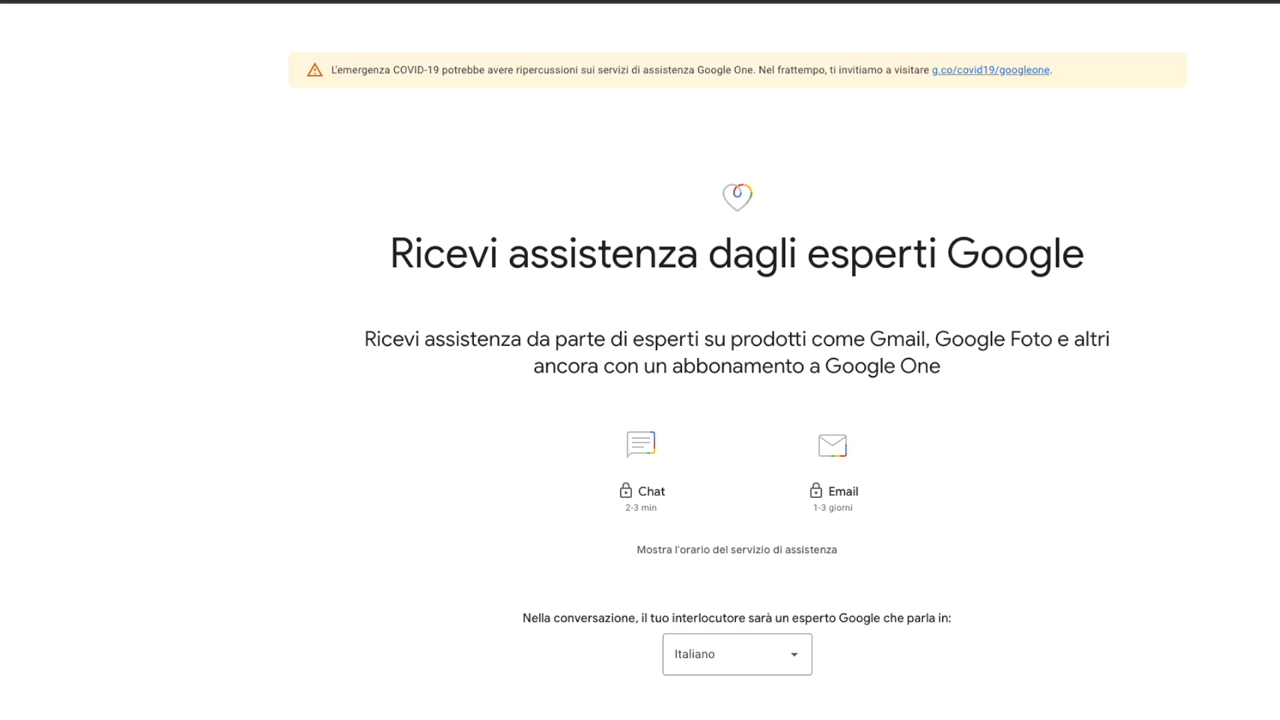 L'emergenza COVID-19 potrebbe avere ripercussioni sui servizi di assistenza Google One. Nel frattempo, ti invitiamo a visitare g.co/covid19/googleone.
Ricevi assistenza dagli esperti Google
Ricevi assistenza da parte di esperti su prodotti come Gmail, Google Foto e altri
ancora con un abbonamento a Google One
Chat
2-3 min
Email
1-3 giorni
Mostra l'orario del servizio di assistenza
Nella conversazione, il tuo interlocutore sarà un esperto Google che parla in:
Italiano